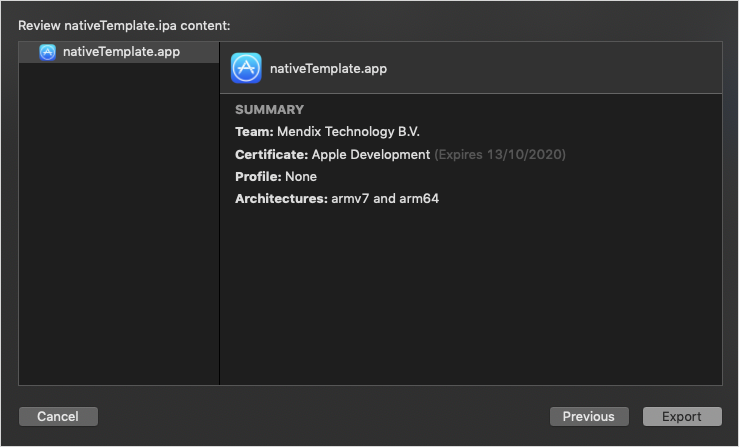 Review nativeTemplate.ipa content:
nativeTemplate.app
nativeTemplate.app
SUMMARY
Team: Mendix Technology B.V.
Certificate: Apple Development (Expires 13/10/2020)
Profile: None
Architectures: armv7 and arm64
Cancel
Previous
Export